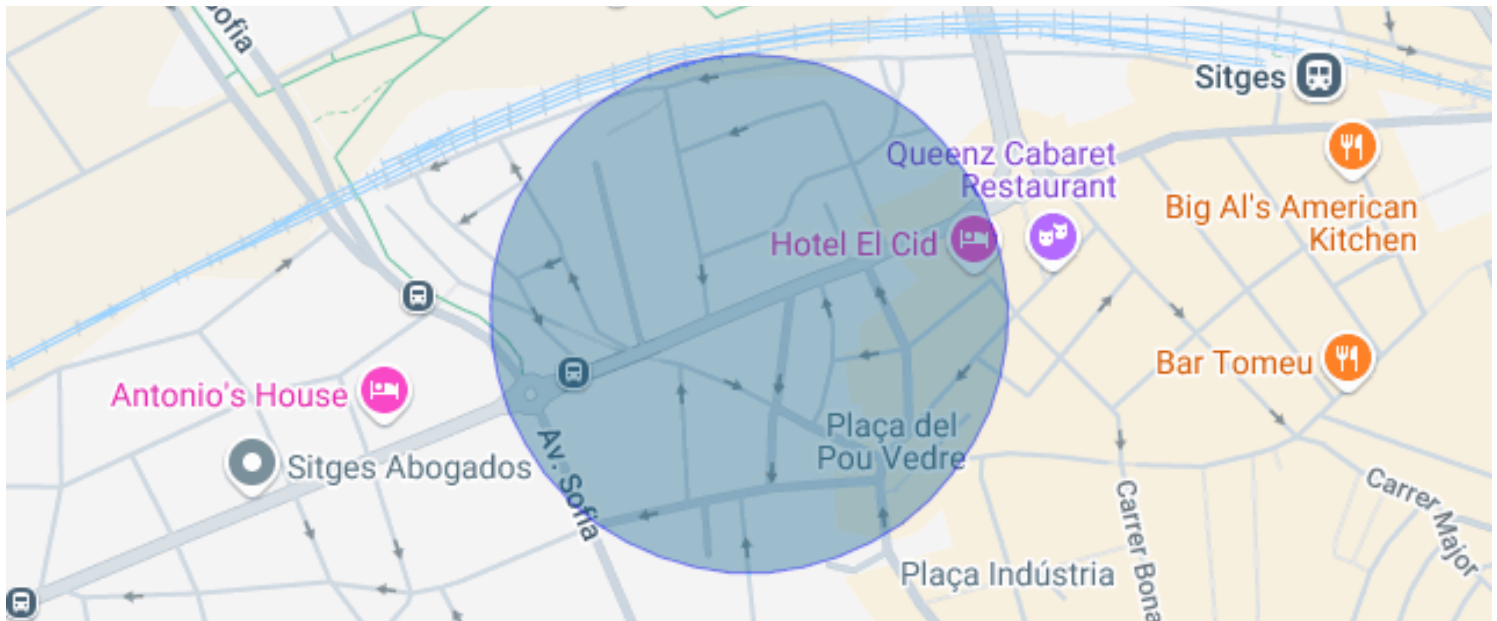 Sofia
Sitges
Queenz Cabaret
Restaurant
Big Al's American
Kitchen
Hotel El Cid
Antonio's House
Bar Tomeu
Plaça del
Pou Vedre
Sitges Abogados
Av. Sofia
Carrer Major
Carrer Bona
Plaça Indústria